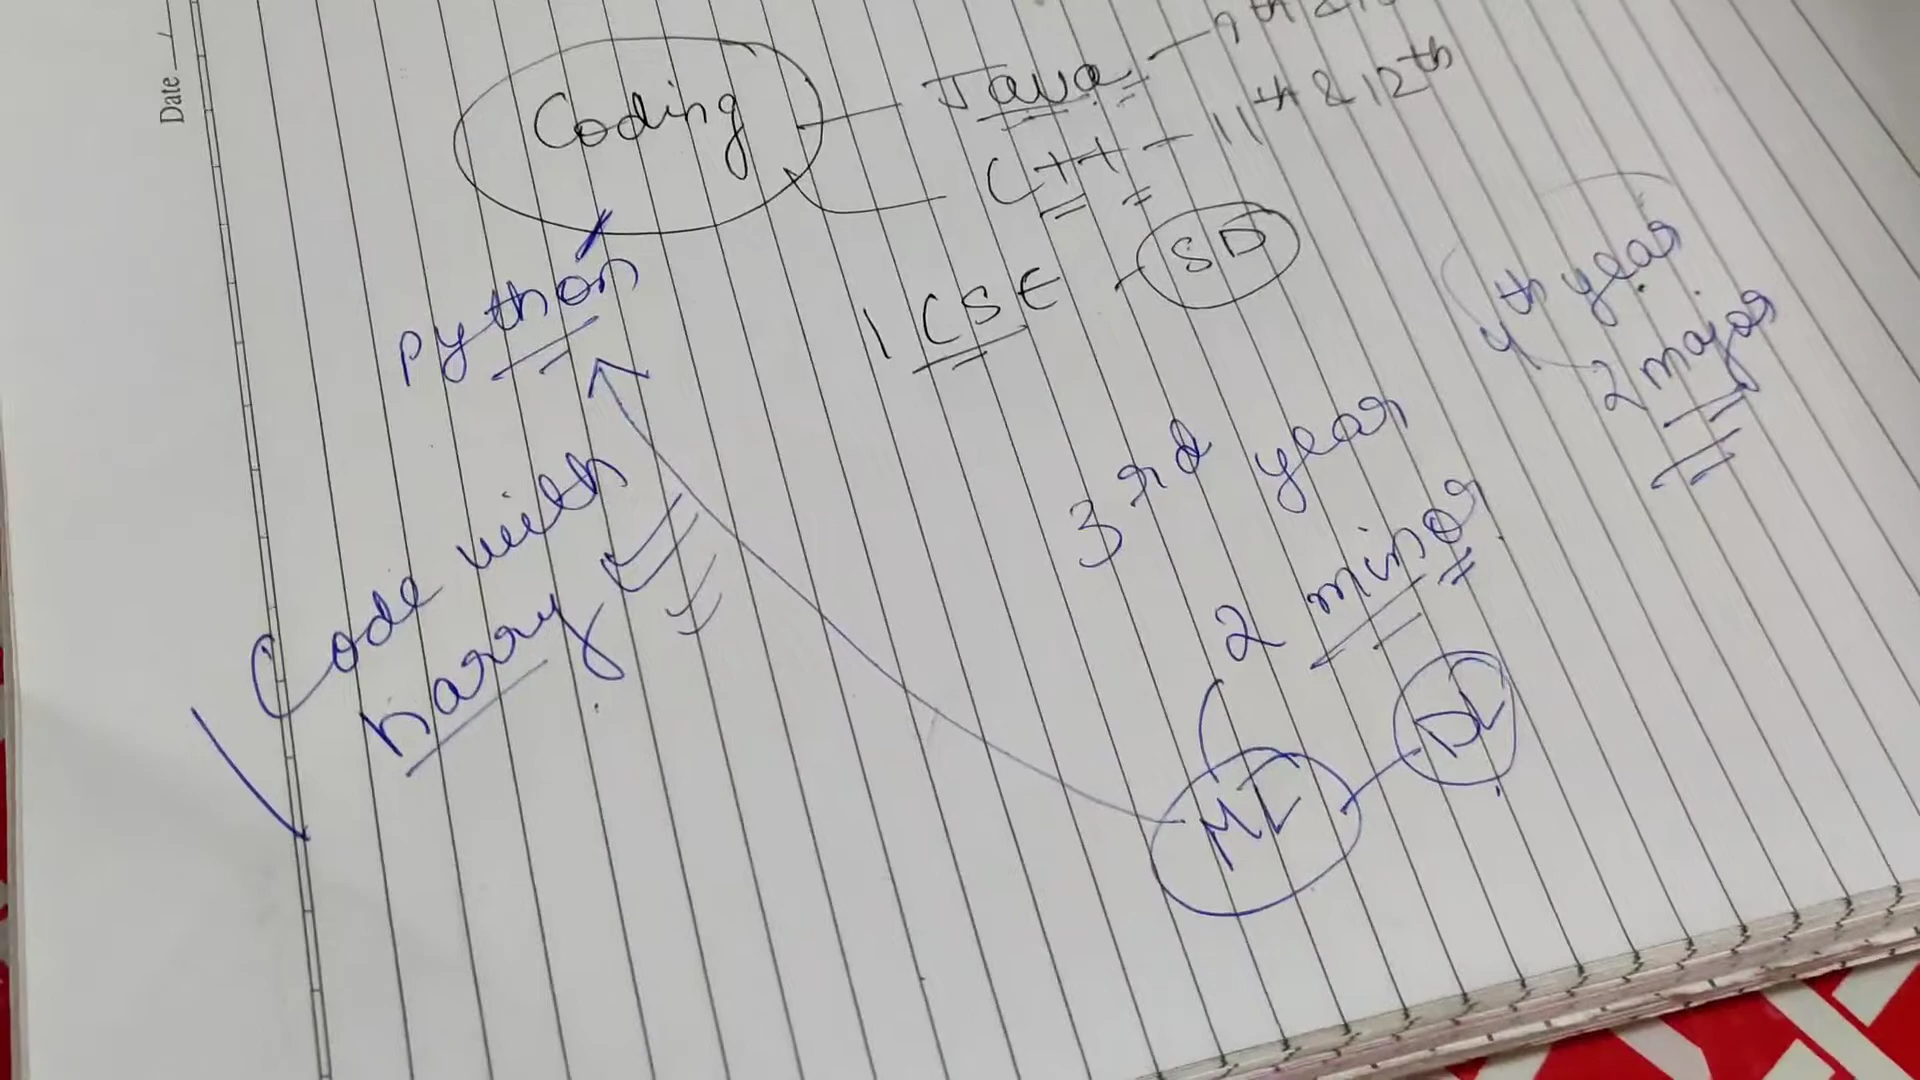 Date
Coding
Java
C++ - 11th & 12th
ICSE - SD
Python
4th year
2 major
Code with
harry
3rd year
2 minor
ML
DL